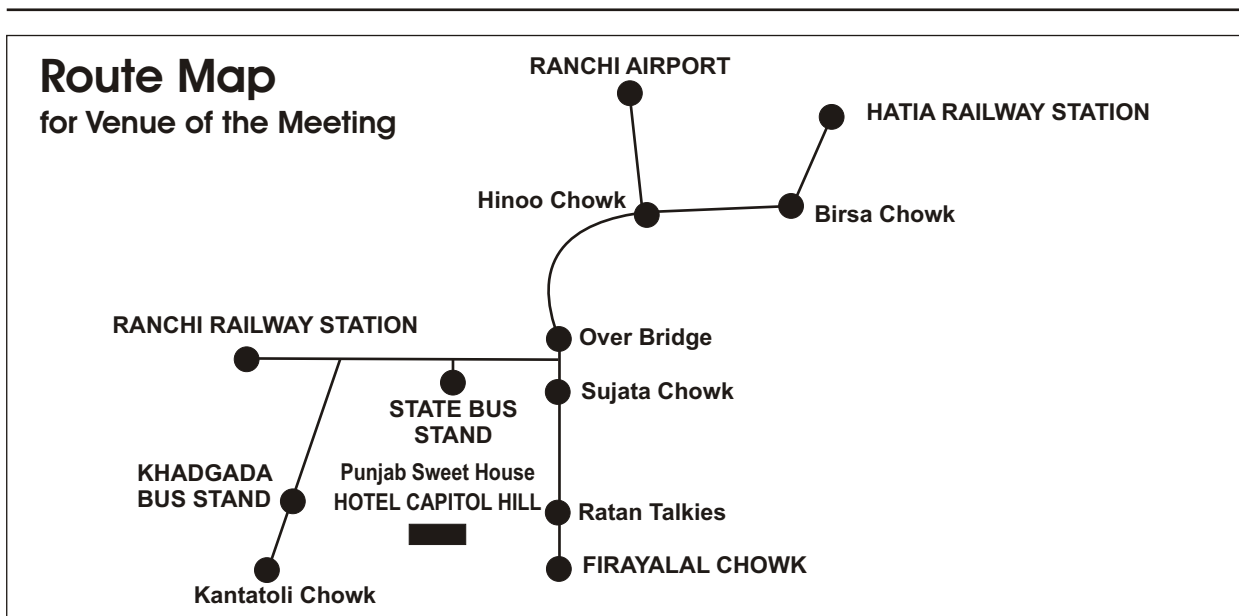 Route Map
for Venue of the Meeting
RANCHI AIRPORT
HATIA RAILWAY STATION
Hinoo Chowk
Birsa Chowk
RANCHI RAILWAY STATION
Over Bridge
Sujata Chowk
STATE BUS
STAND
KHADGADA
BUS STAND
Punjab Sweet House
HOTEL CAPITOL HILL
Ratan Talkies
FIRAYALAL CHOWK
Kantatoli Chowk